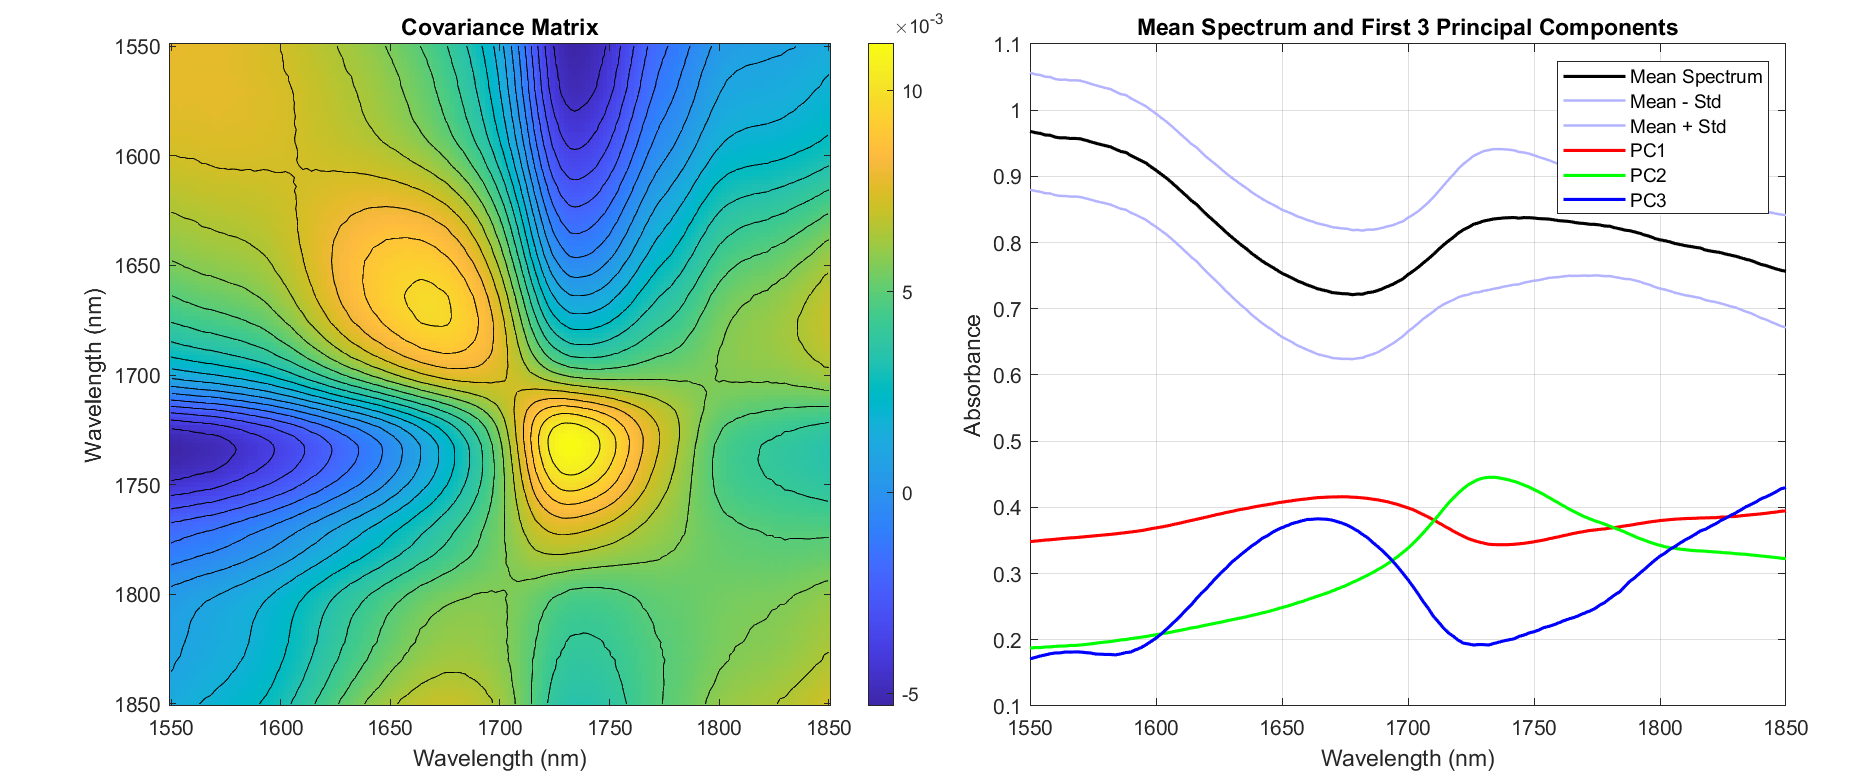 Covariance Matrix
×10⁻³
1550
1600
1650
1700
1750
1800
1850
Wavelength (nm)
1550 1600 1650 1700 1750 1800 1850
Wavelength (nm)
10
5
0
-5
Mean Spectrum and First 3 Principal Components
1.1
1
0.9
0.8
0.7
0.6
0.5
0.4
0.3
0.2
0.1
Absorbance
1550 1600 1650 1700 1750 1800 1850
Wavelength (nm)
Mean Spectrum
Mean - Std
Mean + Std
PC1
PC2
PC3